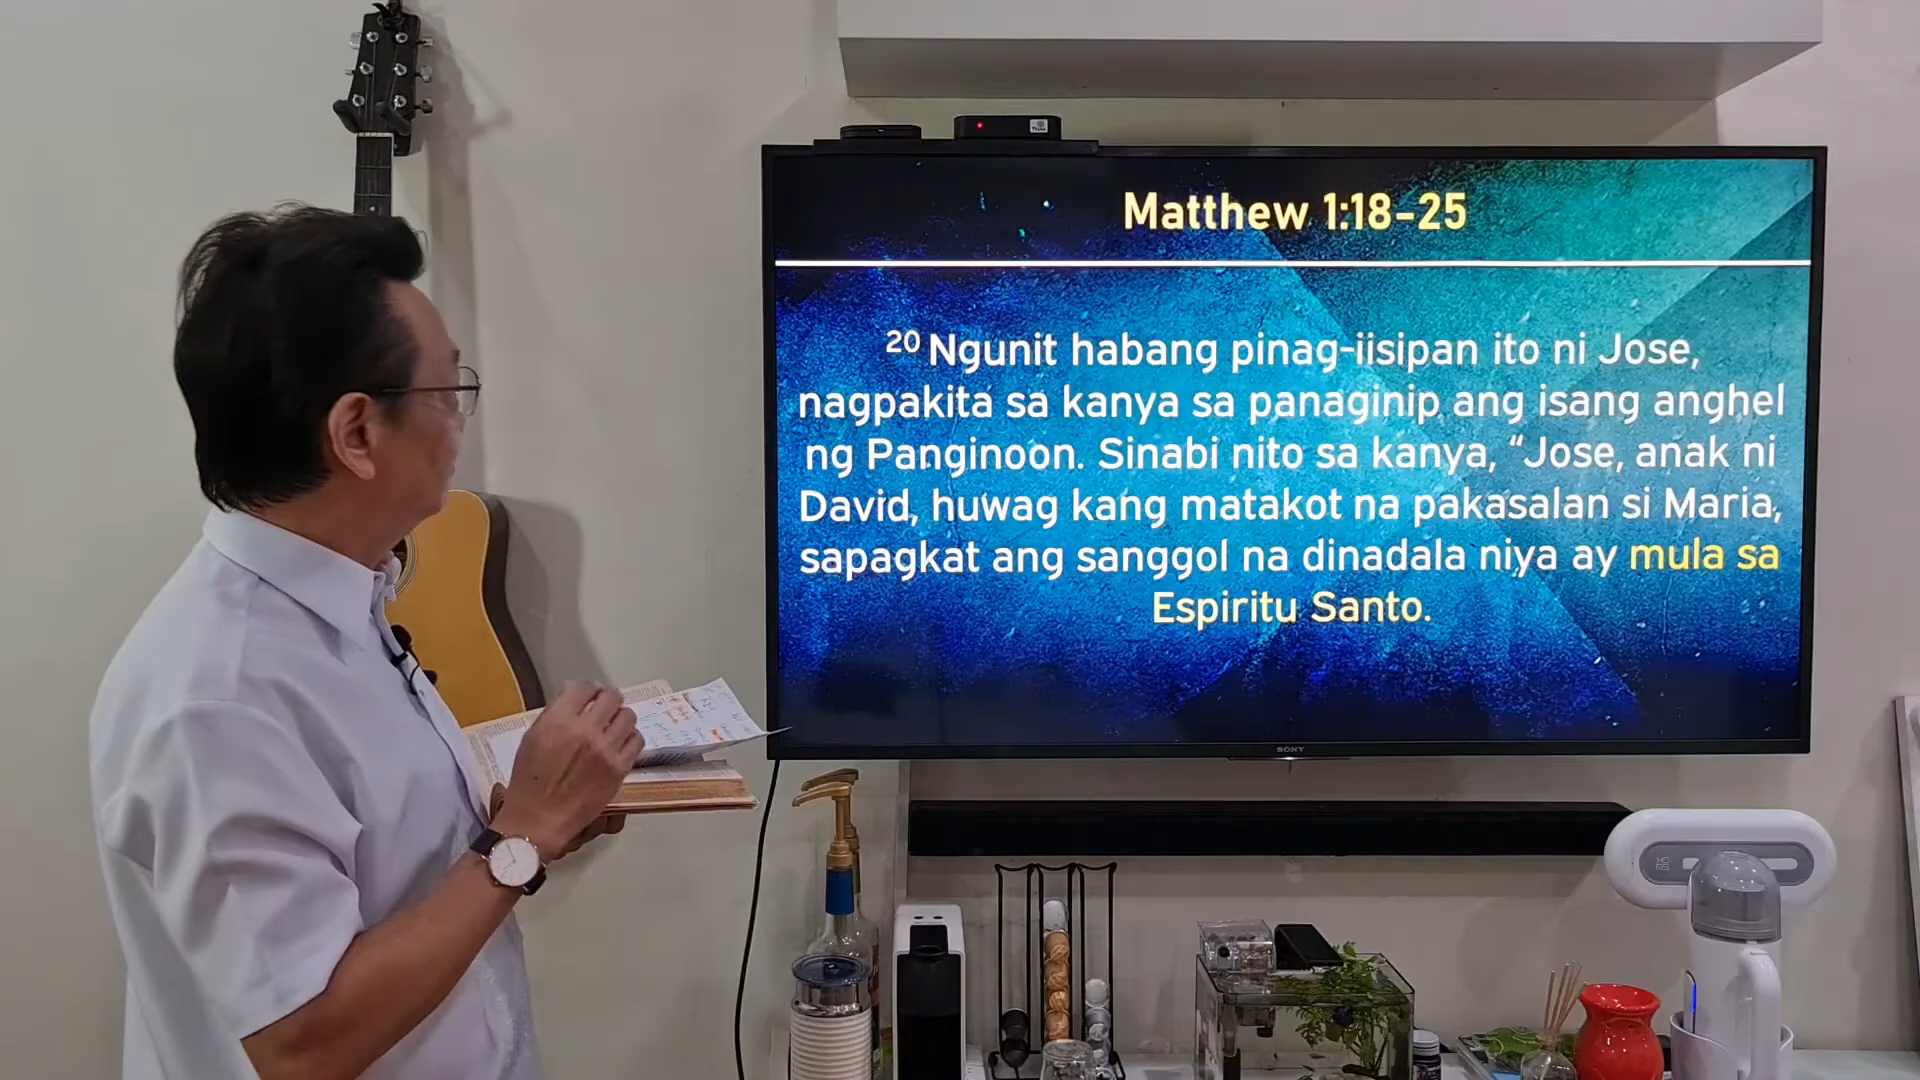 Matthew 1:18-25
20 Ngunit habang pinag-iisipan ito ni Jose,
nagpakita sa kanya sa panaginip ang isang anghel
ng Panginoon. Sinabi nito sa kanya, “Jose, anak ni
David, huwag kang matakot na pakasalan si Maria,
sapagkat ang sanggol na dinadala niya ay mula sa
Espiritu Santo.
SONY